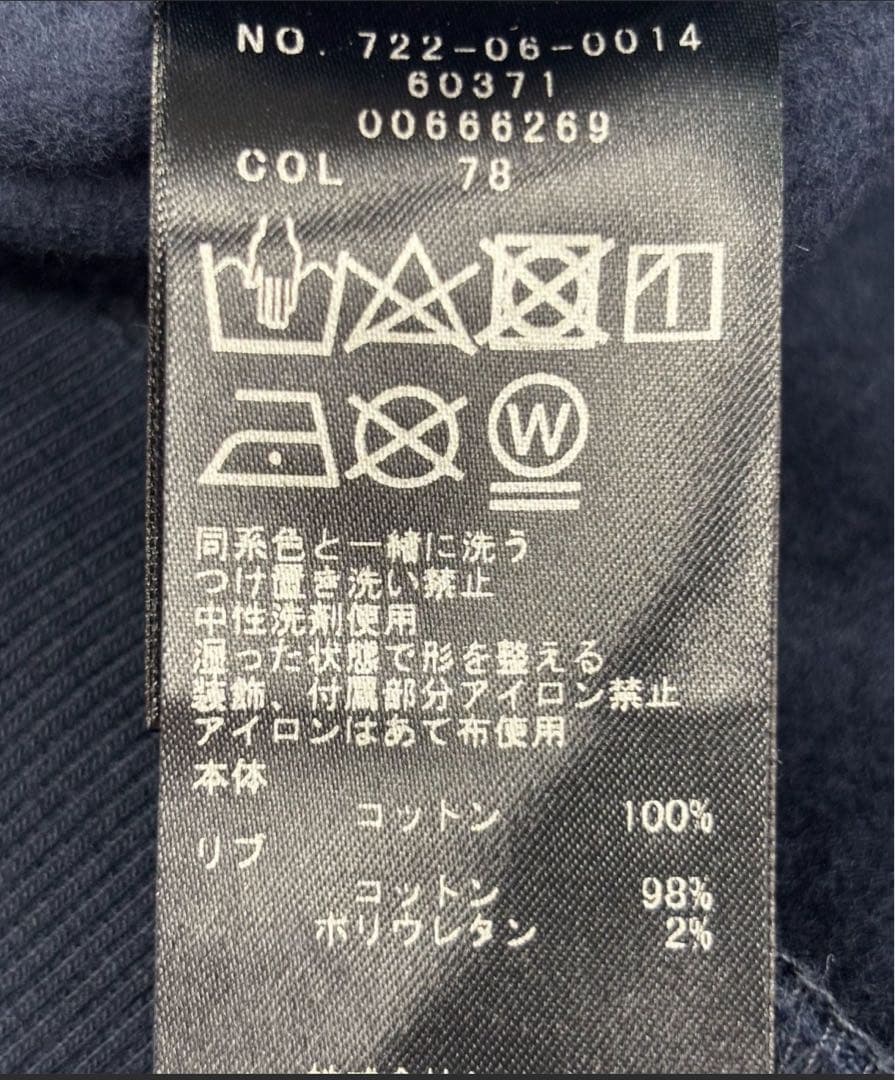 NO. 722-06-0014
60371
00666269
COL 78
W
同系色と一緒に洗う
つけ置き洗い禁止
中性洗剤使用
湿った状態で形を整える
装飾、付属部分アイロン禁止
アイロンはあて布使用
本体
コットン 100%
リブ
コットン 98%
ポリウレタン 2%